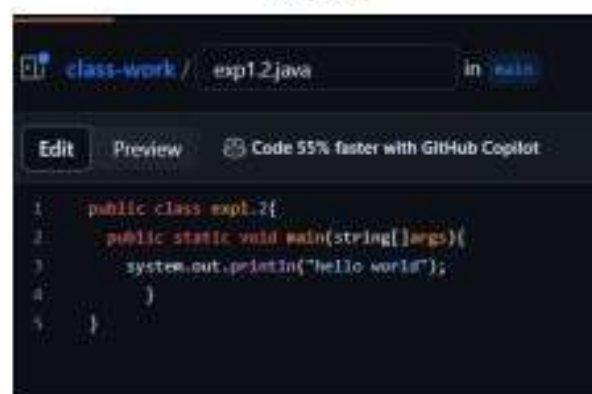 class-work / exp1.2.java in main
Edit Preview Code 55% faster with GitHub Copilot
1 public class exp1.2{
2 public static void main(string[]args){
3 system.out.println("hello world");
4 }
5 }